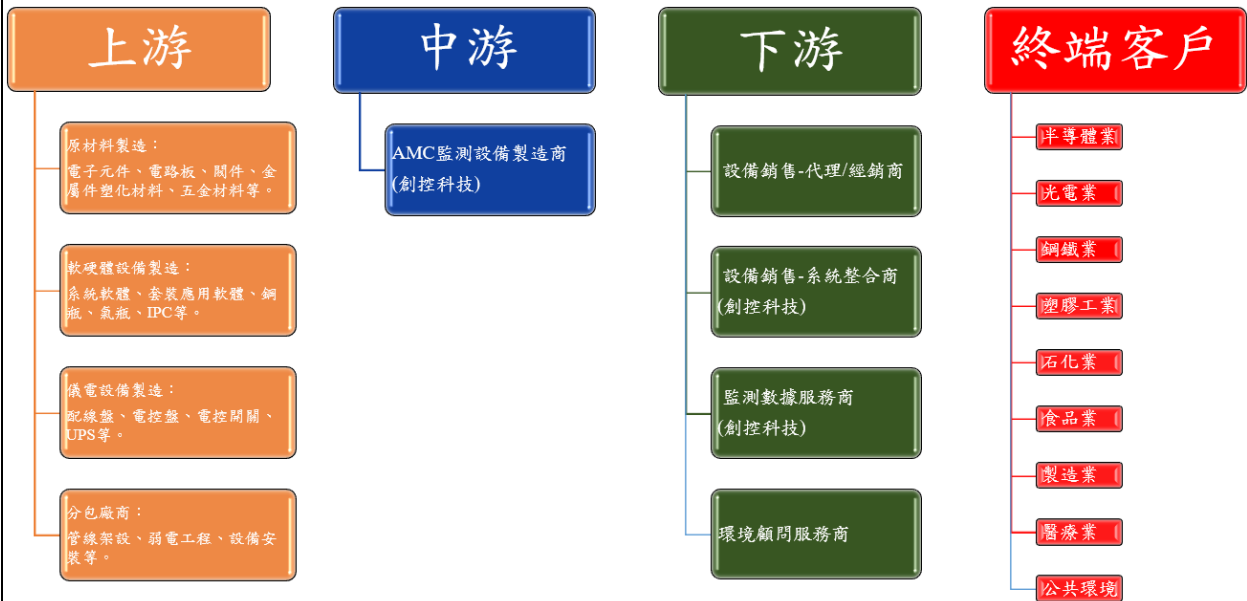 上游
原材料製造：
電子元件、電路板、閥件、金
屬件塑化材料、五金材料等。
軟硬體設備製造：
系統軟體、套裝應用軟體、鋼
瓶、氣瓶、IPC等。
儀電設備製造：
配線盤、電控盤、電控開關、
UPS等。
分包廠商：
管線架設、弱電工程、設備安
裝等。
中游
AMC監測設備製造商
(創控科技)
下游
設備銷售-代理/經銷商
設備銷售-系統整合商
(創控科技)
監測數據服務商
(創控科技)
環境顧問服務商
終端客戶
半導體業
光電業
鋼鐵業
塑膠工業
石化業
食品業
製造業
醫療業
公共環境